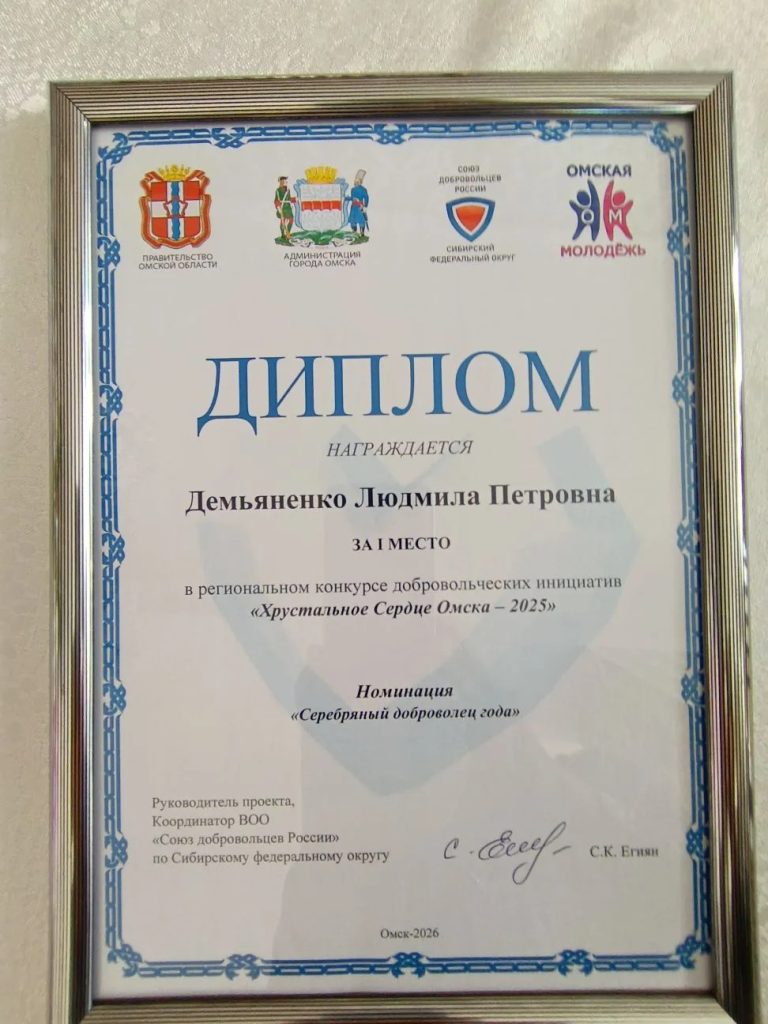 ПРАВИТЕЛЬСТВО
ОМСКОЙ ОБЛАСТИ
АДМИНИСТРАЦИЯ
ГОРОДА ОМСКА
СОЮЗ
ДОБРОВОЛЬЦЕВ
РОССИИ
СИБИРСКИЙ
ФЕДЕРАЛЬНЫЙ ОКРУГ
ОМСКАЯ
ОМ
МОЛОДЁЖЬ
ДИПЛОМ
НАГРАЖДАЕТСЯ
Демьяненко Людмила Петровна
ЗА I МЕСТО
в региональном конкурсе добровольческих инициатив
«Хрустальное Сердце Омска – 2025»
Номинация
«Серебряный доброволец года»
Руководитель проекта,
Координатор ВОО
«Союз добровольцев России»
по Сибирскому федеральному округу
С.К. Егиян
Омск-2026